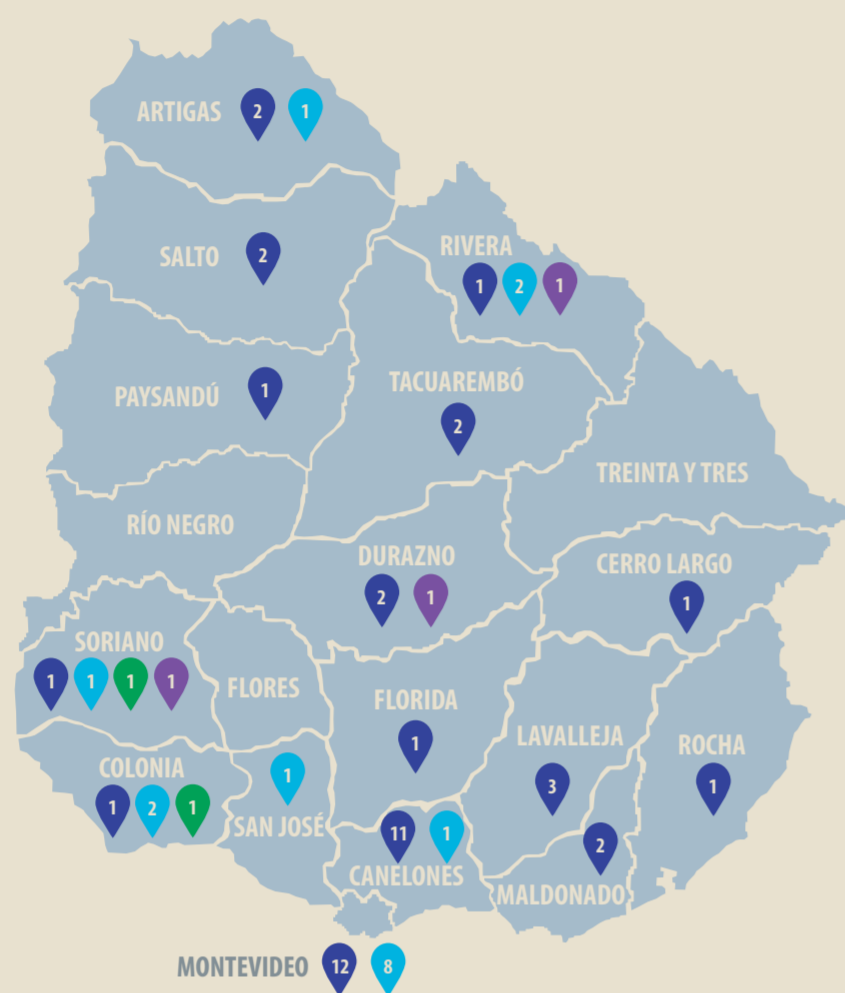 ARTIGAS 2 1
SALTO 2
RIVERA
1 2 1
PAYSANDÚ 1
TACUAREMBÓ
2
TREINTA Y TRES
RÍO NEGRO
DURAZNO
2 1
CERRO LARGO
1
SORIANO
1 1 1 1
FLORES
FLORIDA
1
LAVALLEJA
3
ROCHA
1
COLONIA
1 2 1
1
SAN JOSÉ
11 1
CANELONES
2
MALDONADO
MONTEVIDEO 12 8